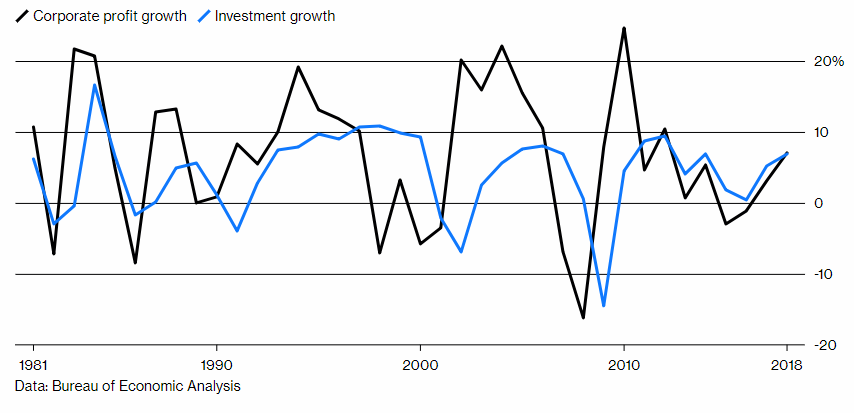 Corporate profit growth Investment growth
20%
10
0
-10
-20
1981 1990 2000 2010 2018
Data: Bureau of Economic Analysis